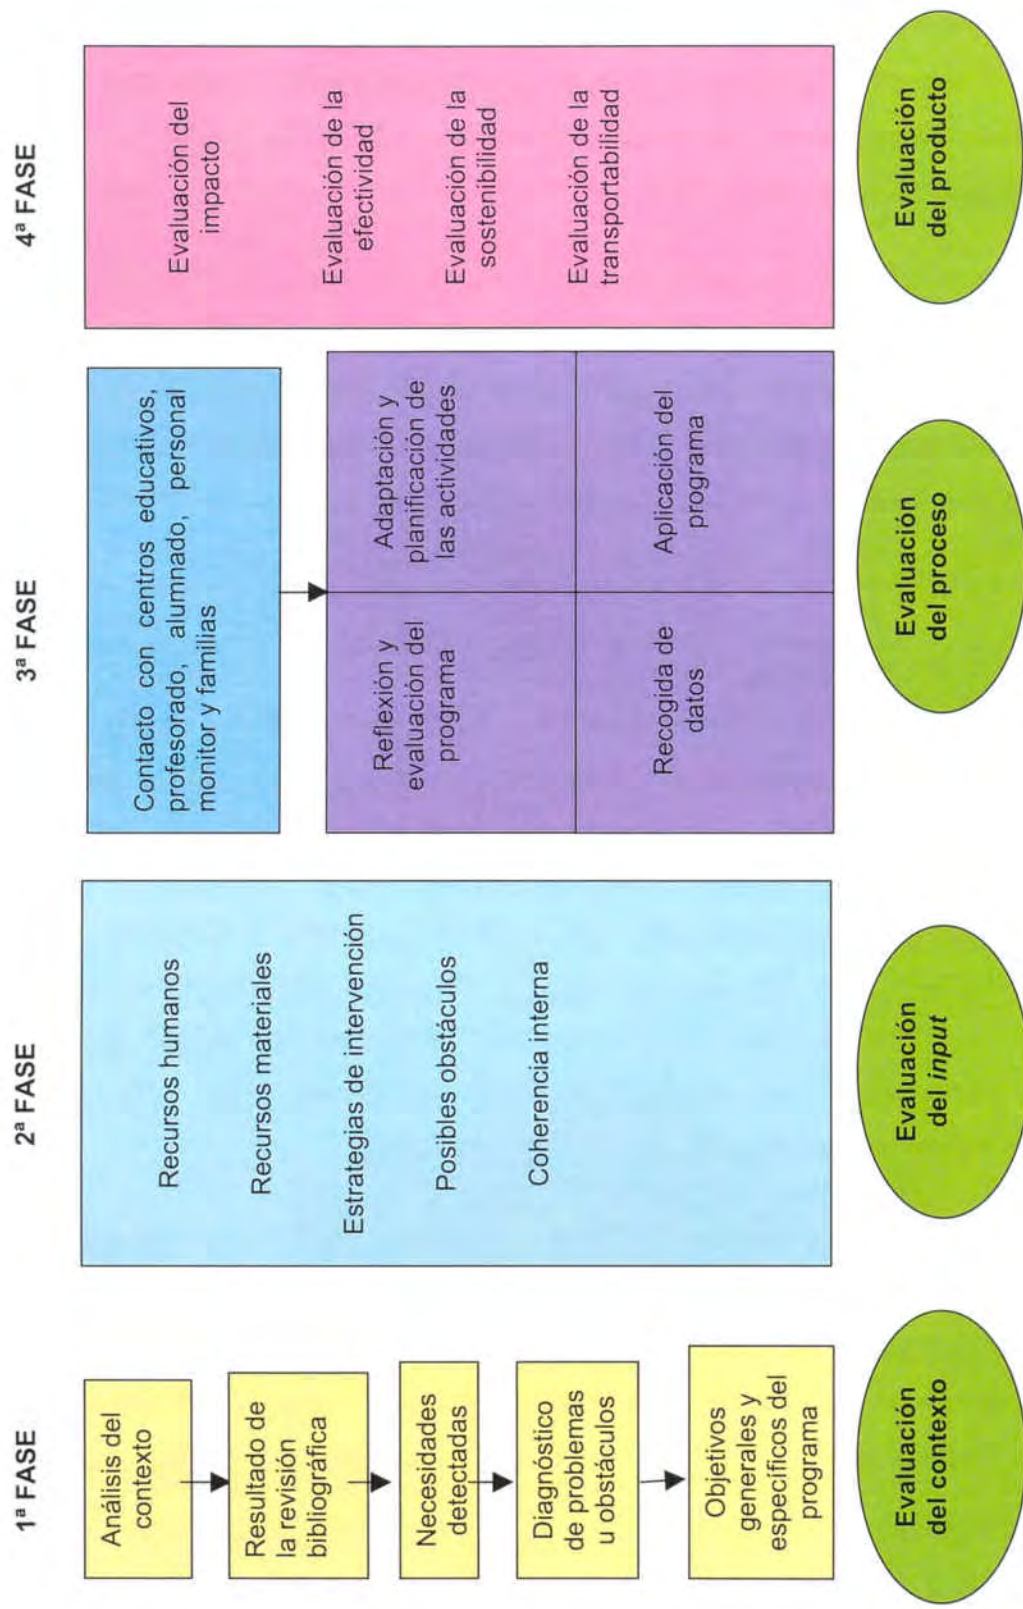 1ª FASE
Análisis del
contexto
Resultado de
la revisión
bibliográfica
Necesidades
detectadas
Diagnóstico
de problemas
u obstáculos
Objetivos
generales y
específicos del
programa
Evaluación
del contexto
2ª FASE
Recursos humanos
Recursos materiales
Estrategias de intervención
Posibles obstáculos
Coherencia interna
Evaluación
del input
3ª FASE
Contacto con centros educativos,
profesorado, alumnado, personal
monitor y familias
Reflexión y
evaluación del
programa
Adaptación y
planificación de
las actividades
Recogida de
datos
Aplicación del
programa
Evaluación
del proceso
4ª FASE
Evaluación del
impacto
Evaluación de la
efectividad
Evaluación de la
sostenibilidad
Evaluación de la
transportabilidad
Evaluación
del producto